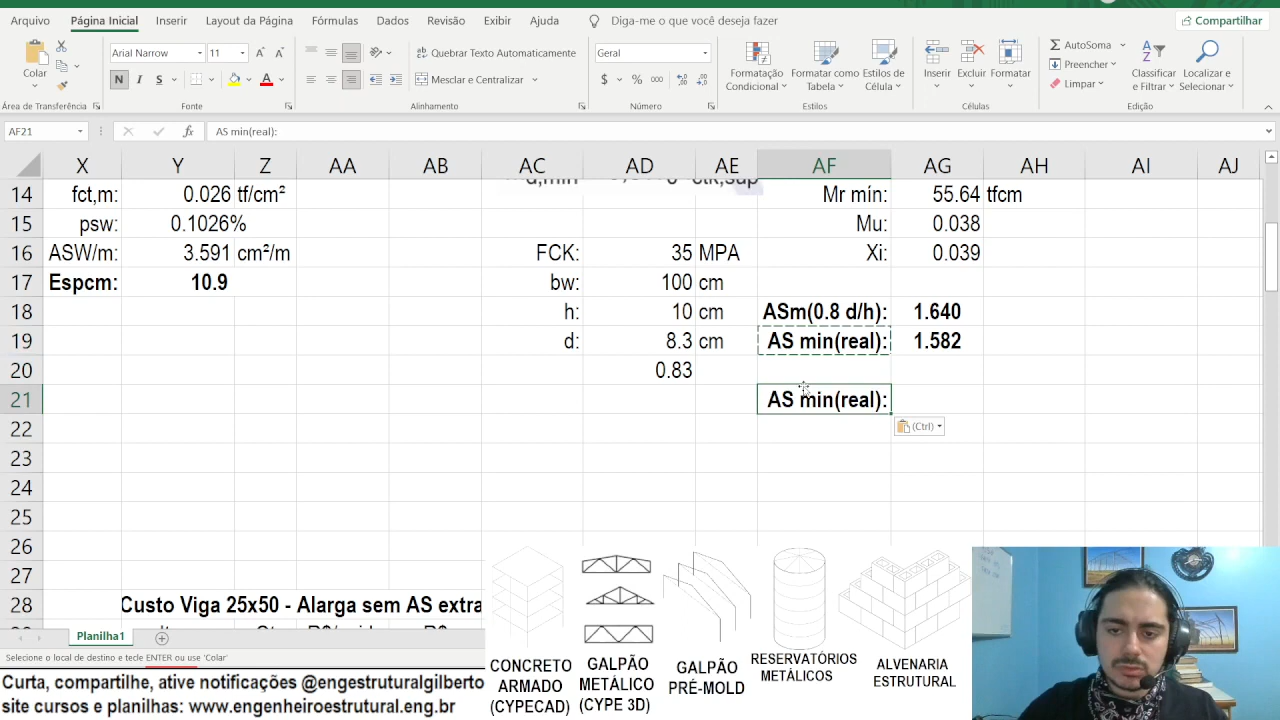 Arquivo Página Inicial Inserir Layout da Página Fórmulas Dados Revisão Exibir Ajuda Diga-me o que você deseja fazer Compartilhar
Colar Arial Narrow 11 Quebrar Texto Automaticamente Geral AutoSoma
N I S Mesclar e Centralizar $ % 000 Preencher
Limpar
Formatação Condicional Formatar como Tabela Estilos de Célula Inserir Excluir Formatar Classificar e Filtrar Localizar e Selecionar
Área de Transferência Fonte Alinhamento Número Estilos Células Edição
AF21 fx AS min(real):
X Y Z AA AB AC AD AE AF AG AH AI AJ
14 fct,m: 0.026 tf/cm² Mr mín: 55.64 tfcm
15 psw: 0.1026% Mu: 0.038
16 ASW/m: 3.591 cm²/m FCK: 35 MPA Xi: 0.039
17 Espcm: 10.9 bw: 100 cm
18 h: 10 cm ASm(0.8 d/h): 1.640
19 d: 8.3 cm AS min(real): 1.582
20 0.83
21 AS min(real):
22 (Ctrl)
23
24
25
26
27
28 Custo Viga 25x50 - Alarga sem AS extra
Planilha1
Selecione o local de destino e tecle ENTER ou use 'Colar'
Curta, compartilhe, ative notificações @engestruturalgilberto
site cursos e planilhas: www.engenheiroestrutural.eng.br
CONCRETO
ARMADO
(CYPECAD)
GALPÃO
METÁLICO
(CYPE 3D)
GALPÃO
PRÉ-MOLD
RESERVATÓRIOS
METÁLICOS
ALVENARIA
ESTRUTURAL